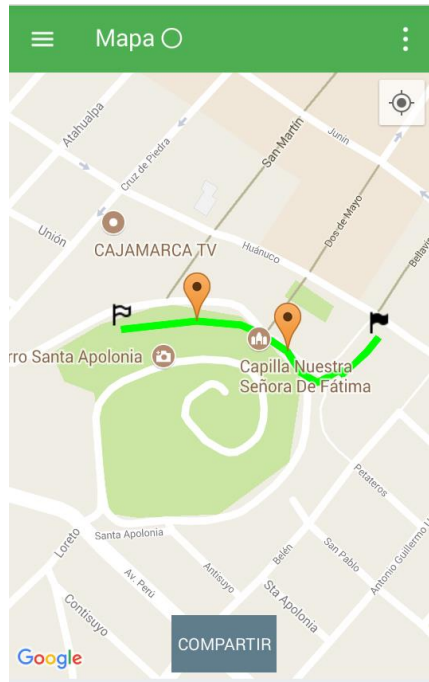 Mapa
Atahualpa
Cruz de Piedra
San Martín
Junin
Unión
CAJAMARCA TV
Huánuco
Dos de Mayo
Bellavis
rro Santa Apolonia
Capilla Nuestra
Señora De Fátima
Petateros
Loreto
Santa Apolonia
Av. Perú
Antisuyo
Belén
San Pablo
Antonio Guillermo U
Contisuyo
Sta Apolonia
COMPARTIR
Google